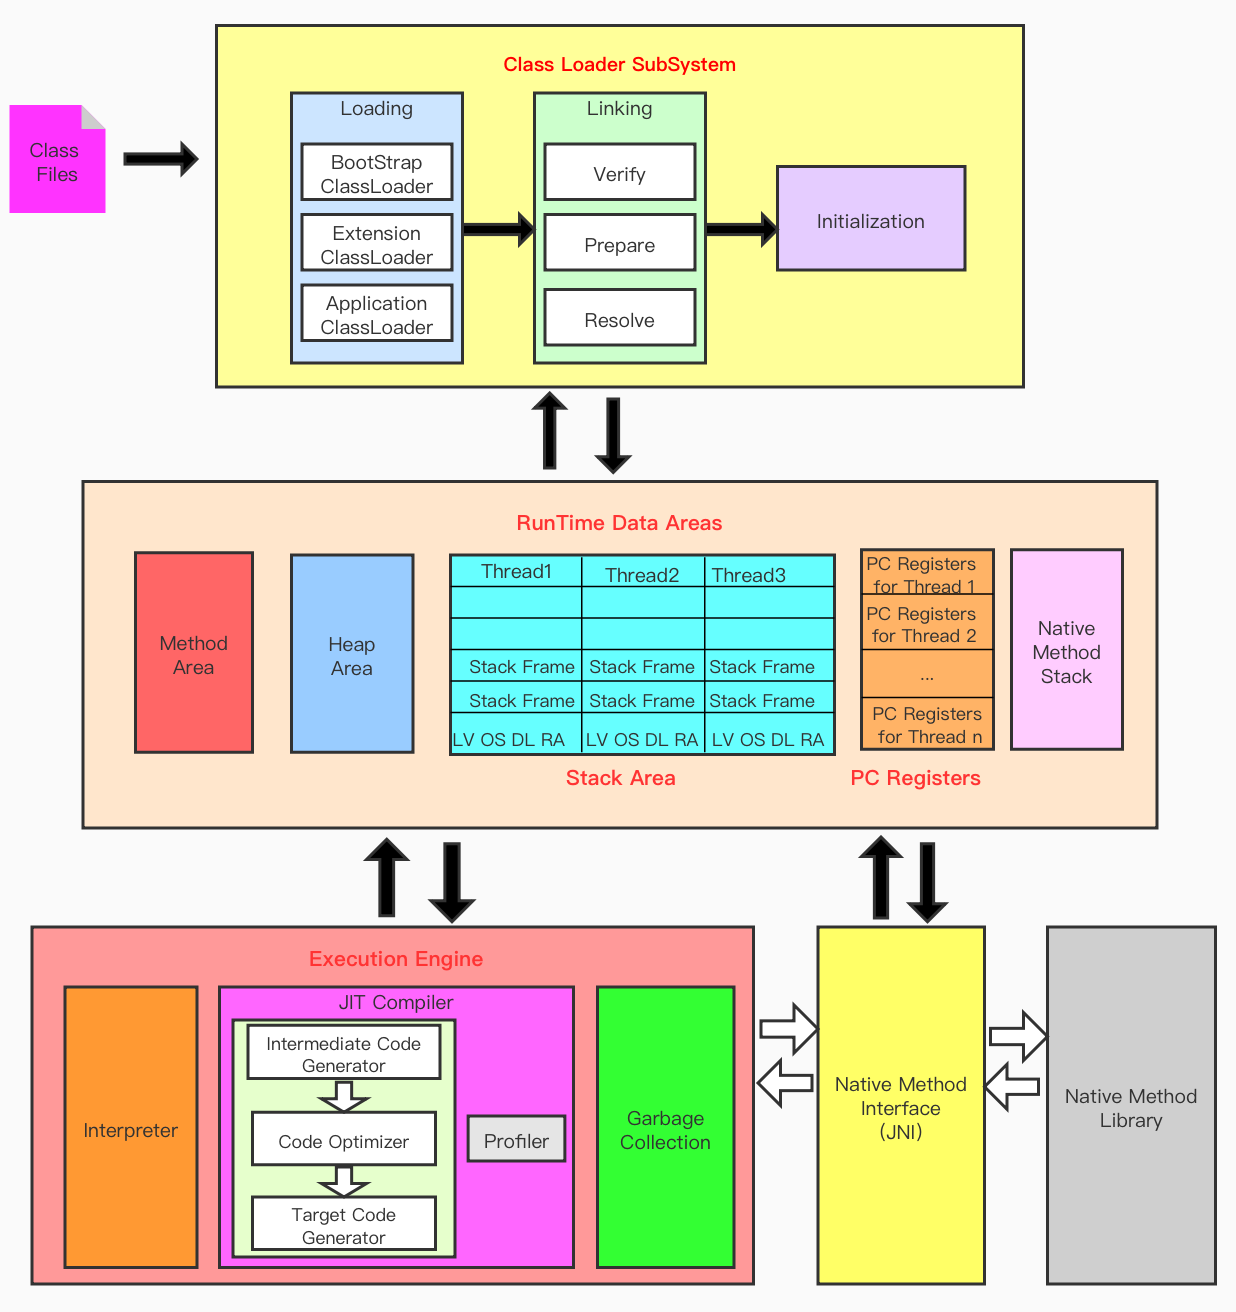 Class Loader SubSystem
Class
Files
Loading
BootStrap
ClassLoader
Extension
ClassLoader
Application
ClassLoader
Linking
Verify
Prepare
Resolve
Initialization
RunTime Data Areas
Method
Area
Heap
Area
Thread1 Thread2 Thread3
Stack Frame Stack Frame Stack Frame
Stack Frame Stack Frame Stack Frame
LV OS DL RA LV OS DL RA LV OS DL RA
Stack Area
PC Registers
for Thread 1
PC Registers
for Thread 2
...
PC Registers
for Thread n
PC Registers
Native
Method
Stack
Execution Engine
Interpreter
JIT Compiler
Intermediate Code
Generator
Code Optimizer
Target Code
Generator
Profiler
Garbage
Collection
Native Method
Interface
(JNI)
Native Method
Library